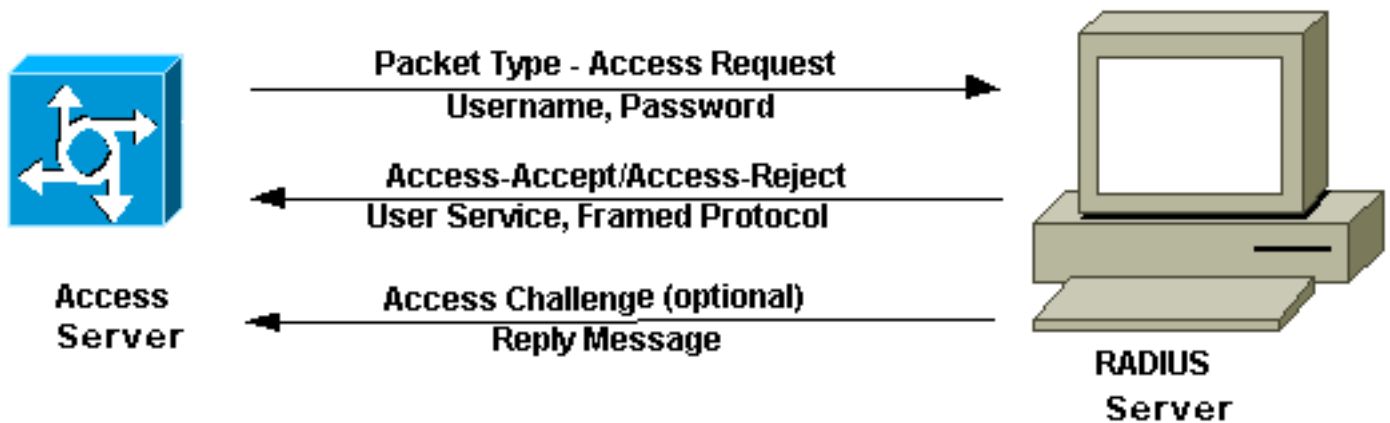 Packet Type - Access Request
Username, Password
Access-Accept/Access-Reject
User Service, Framed Protocol
Access Challenge (optional)
Reply Message
Access
Server
RADIUS
Server